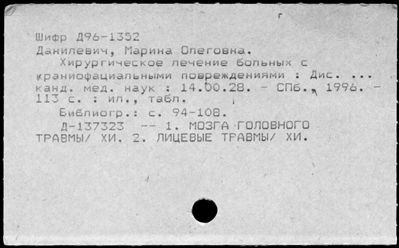 Шифр Д96-1352
Данилевич, Марина Олеговна.
Хирургическое лечение больных с
краниофациальными повреждениями : Дис. ...
канд. мед. наук : 14.00.28. - СПб., 1996. -
113 с. : ил., табл.
Библиогр.: с. 94-108.
Д-137323 -- 1. МОЗГА ГОЛОВНОГО
ТРАВМЫ/ ХИ. 2. ЛИЦЕВЫЕ ТРАВМЫ/ ХИ.